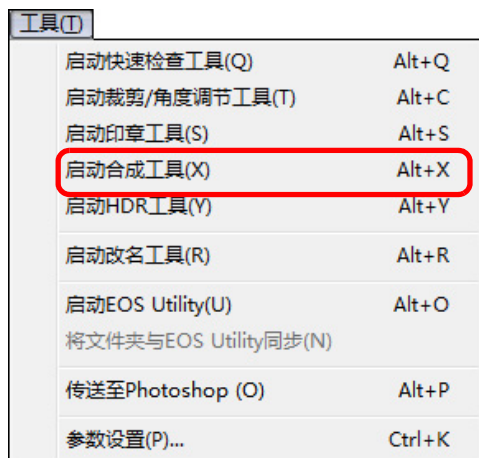 工具(T)
启动快速检查工具(Q) Alt+Q
启动裁剪/角度调节工具(T) Alt+C
启动印章工具(S) Alt+S
启动合成工具(X) Alt+X
启动HDR工具(Y) Alt+Y
启动改名工具(R) Alt+R
启动EOS Utility(U) Alt+O
将文件夹与EOS Utility同步(N)
传送至Photoshop (O) Alt+P
参数设置(P)... Ctrl+K